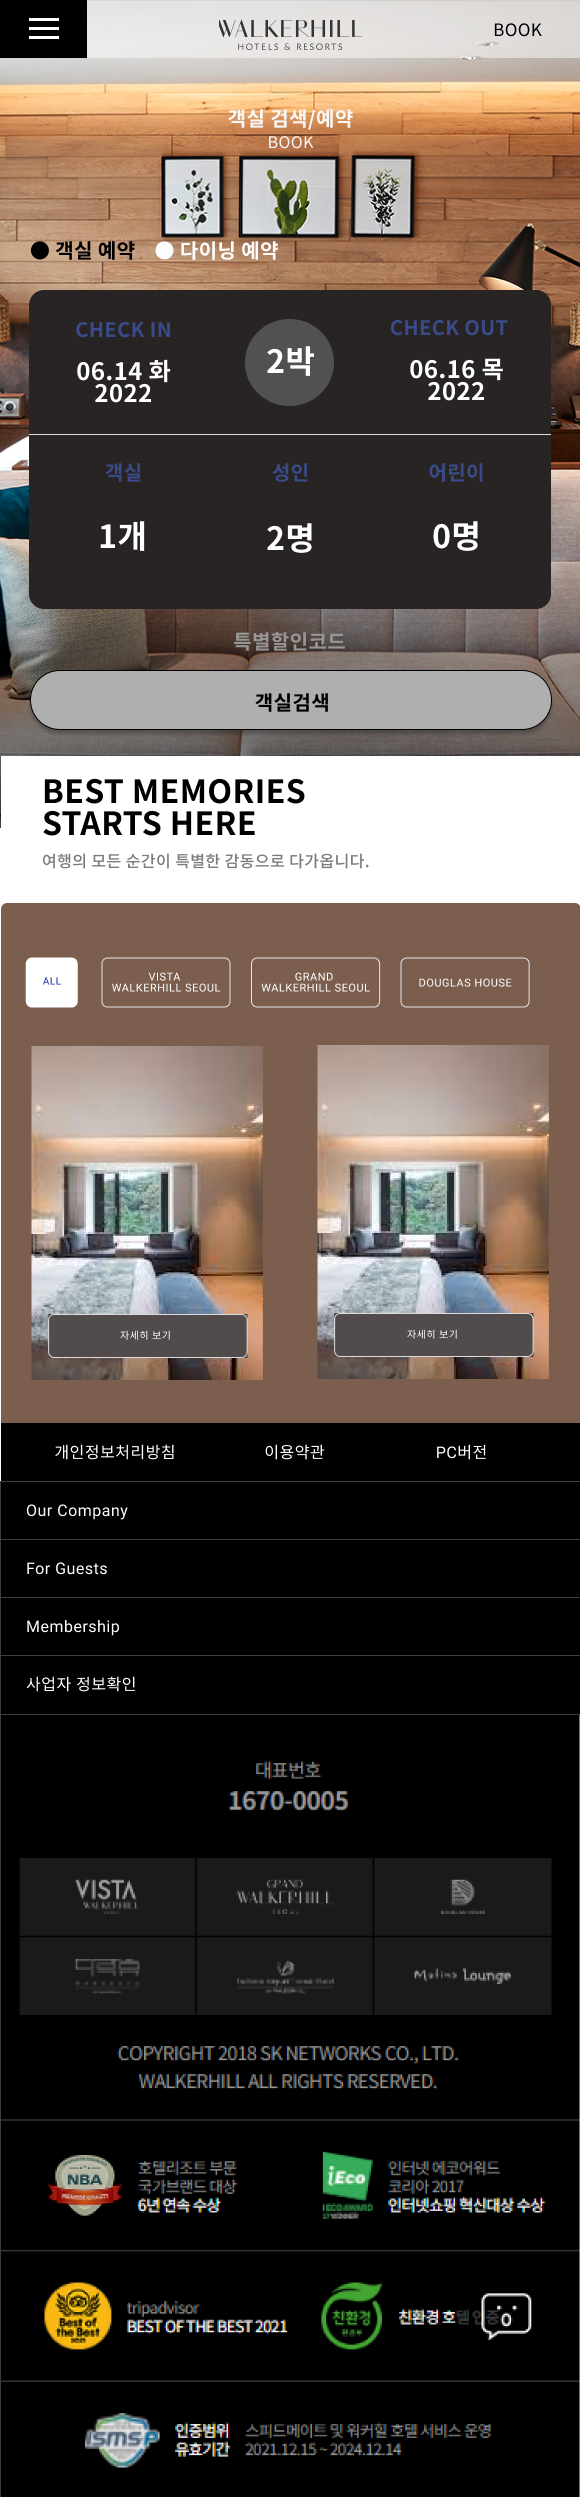 WALKERHILL
HOTELS & RESORTS
BOOK
객실 검색/예약
BOOK
객실 예약
다이닝 예약
CHECK IN
06.14 화
2022
2박
CHECK OUT
06.16 목
2022
객실
성인
어린이
1개
2명
0명
특별할인코드
객실검색
BEST MEMORIES
STARTS HERE
여행의 모든 순간이 특별한 감동으로 다가옵니다.
ALL
VISTA
WALKERHILL SEOUL
GRAND
WALKERHILL SEOUL
DOUGLAS HOUSE
자세히 보기
자세히 보기
개인정보처리방침
이용약관
PC버전
Our Company
For Guests
Membership
사업자 정보확인
대표번호
1670-0005
VISTA
WALKERHILL
GRAND
WALKERHILL
Lounge
COPYRIGHT 2018 SK NETWORKS CO., LTD.
WALKERHILL ALL RIGHTS RESERVED.
NBA
호텔리조트 부문
국가브랜드 대상
6년 연속 수상
iEco
인터넷 에코어워드
코리아 2017
인터넷쇼핑 혁신대상 수상
Best of
the Best
2021
tripadvisor
BEST OF THE BEST 2021
친환경
친환경 호텔 인증
ISMS P
인증범위
스피드메이트 및 워커힐 호텔 서비스 운영
유효기간
2021.12.15 ~ 2024.12.14